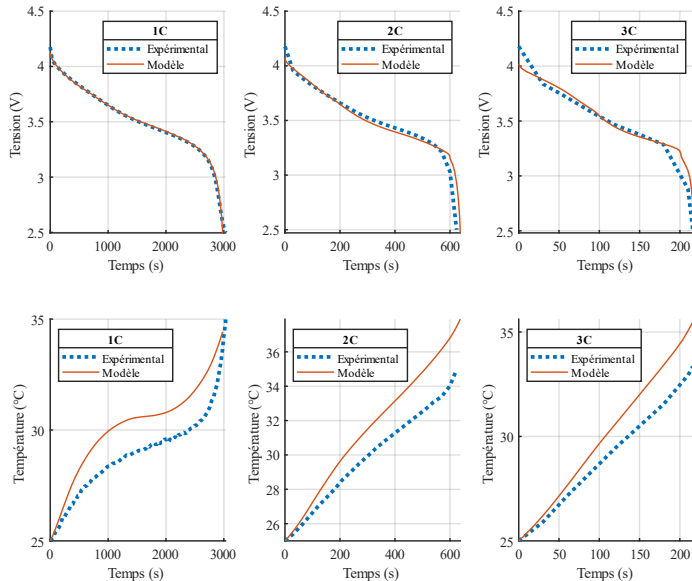 1C
Expérimental
Modèle
4.5
4
3.5
3
2.5
Tension (V)
0
1000
2000
3000
Temps (s)
2C
Expérimental
Modèle
4.5
4
3.5
3
2.5
Tension (V)
0
200
400
600
Temps (s)
3C
Expérimental
Modèle
4.5
4
3.5
3
2.5
Tension (V)
0
50
100
150
200
Temps (s)
1C
Expérimental
Modèle
35
30
25
Température (°C)
0
1000
2000
3000
Temps (s)
2C
Expérimental
Modèle
36
34
32
30
28
26
Température (°C)
0
200
400
600
Temps (s)
3C
Expérimental
Modèle
35
30
25
Température (°C)
0
50
100
150
200
Temps (s)